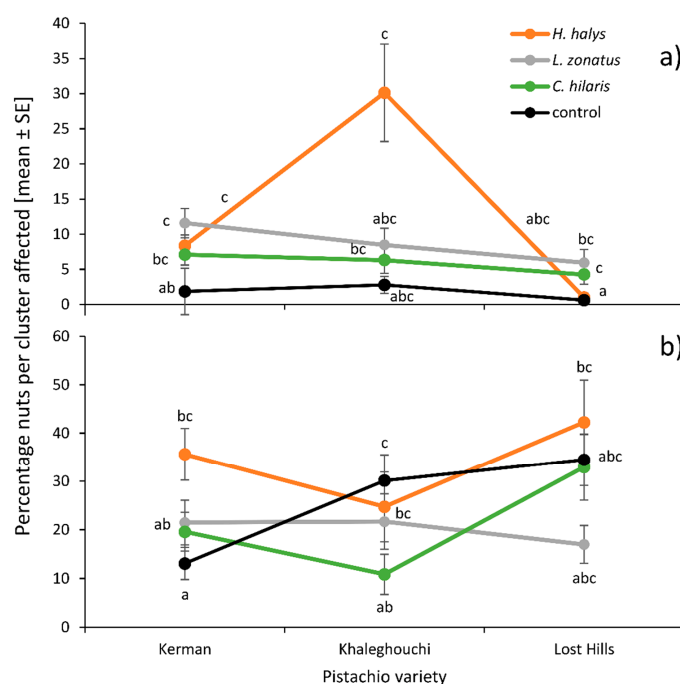 Percentage nuts per cluster affected [mean ± SE]
40
35
30
25
20
15
10
5
0
H. halys
L. zonatus
C. hilaris
control
a)
c
c
c
bc
ab
abc
bc
abc
abc
bc
c
a
60
50
40
30
20
10
0
b)
bc
ab
a
c
bc
ab
bc
abc
abc
Kerman
Khaleghouchi
Lost Hills
Pistachio variety